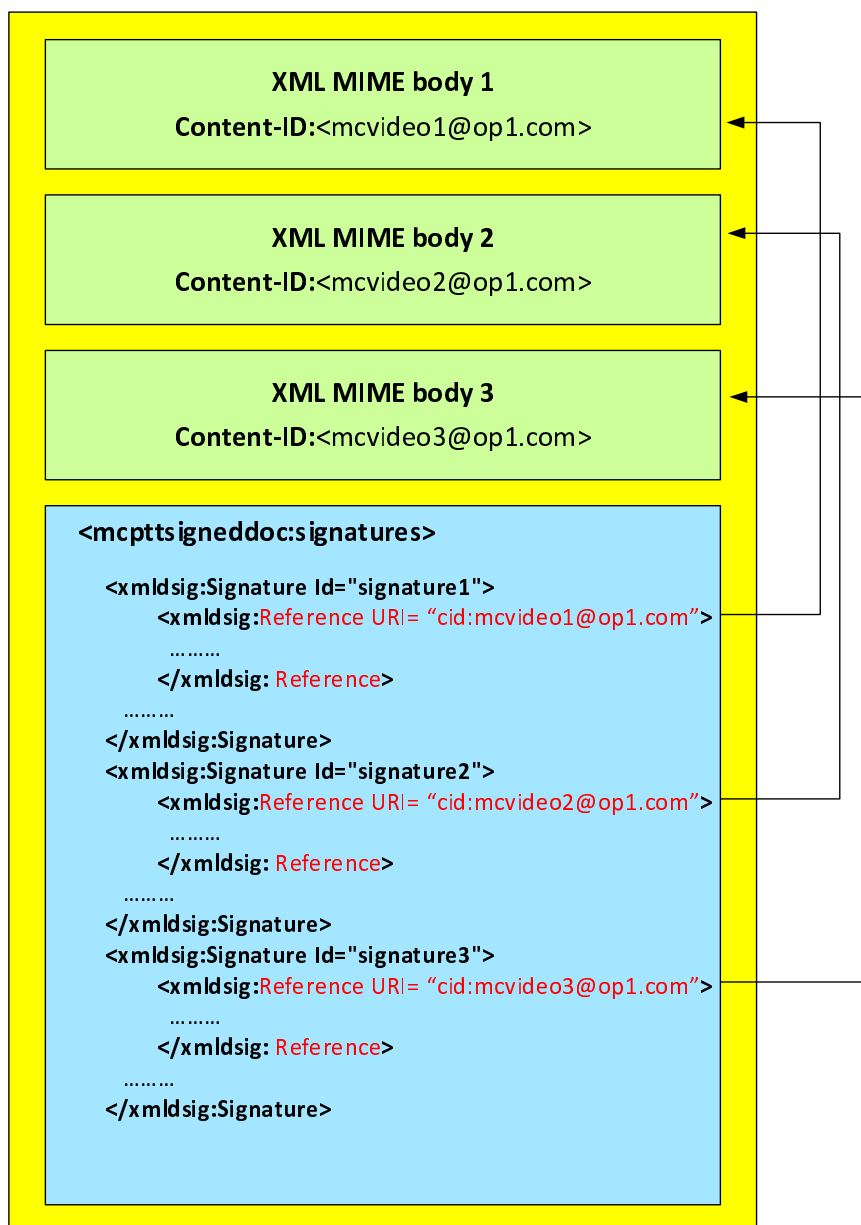 XML MIME body 1
Content-ID:<mcvideo1@op1.com>
XML MIME body 2
Content-ID:<mcvideo2@op1.com>
XML MIME body 3
Content-ID:<mcvideo3@op1.com>
<mcpttsigneddoc:signatures>
<xmldsig:Signature Id="signature1">
<xmldsig:Reference URI= “cid:mcvideo1@op1.com”>
………
</xmldsig: Reference>
………
</xmldsig:Signature>
<xmldsig:Signature Id="signature2">
<xmldsig:Reference URI= “cid:mcvideo2@op1.com”>
………
</xmldsig: Reference>
………
</xmldsig:Signature>
<xmldsig:Signature Id="signature3">
<xmldsig:Reference URI= “cid:mcvideo3@op1.com”>
………
</xmldsig: Reference>
………
</xmldsig:Signature>